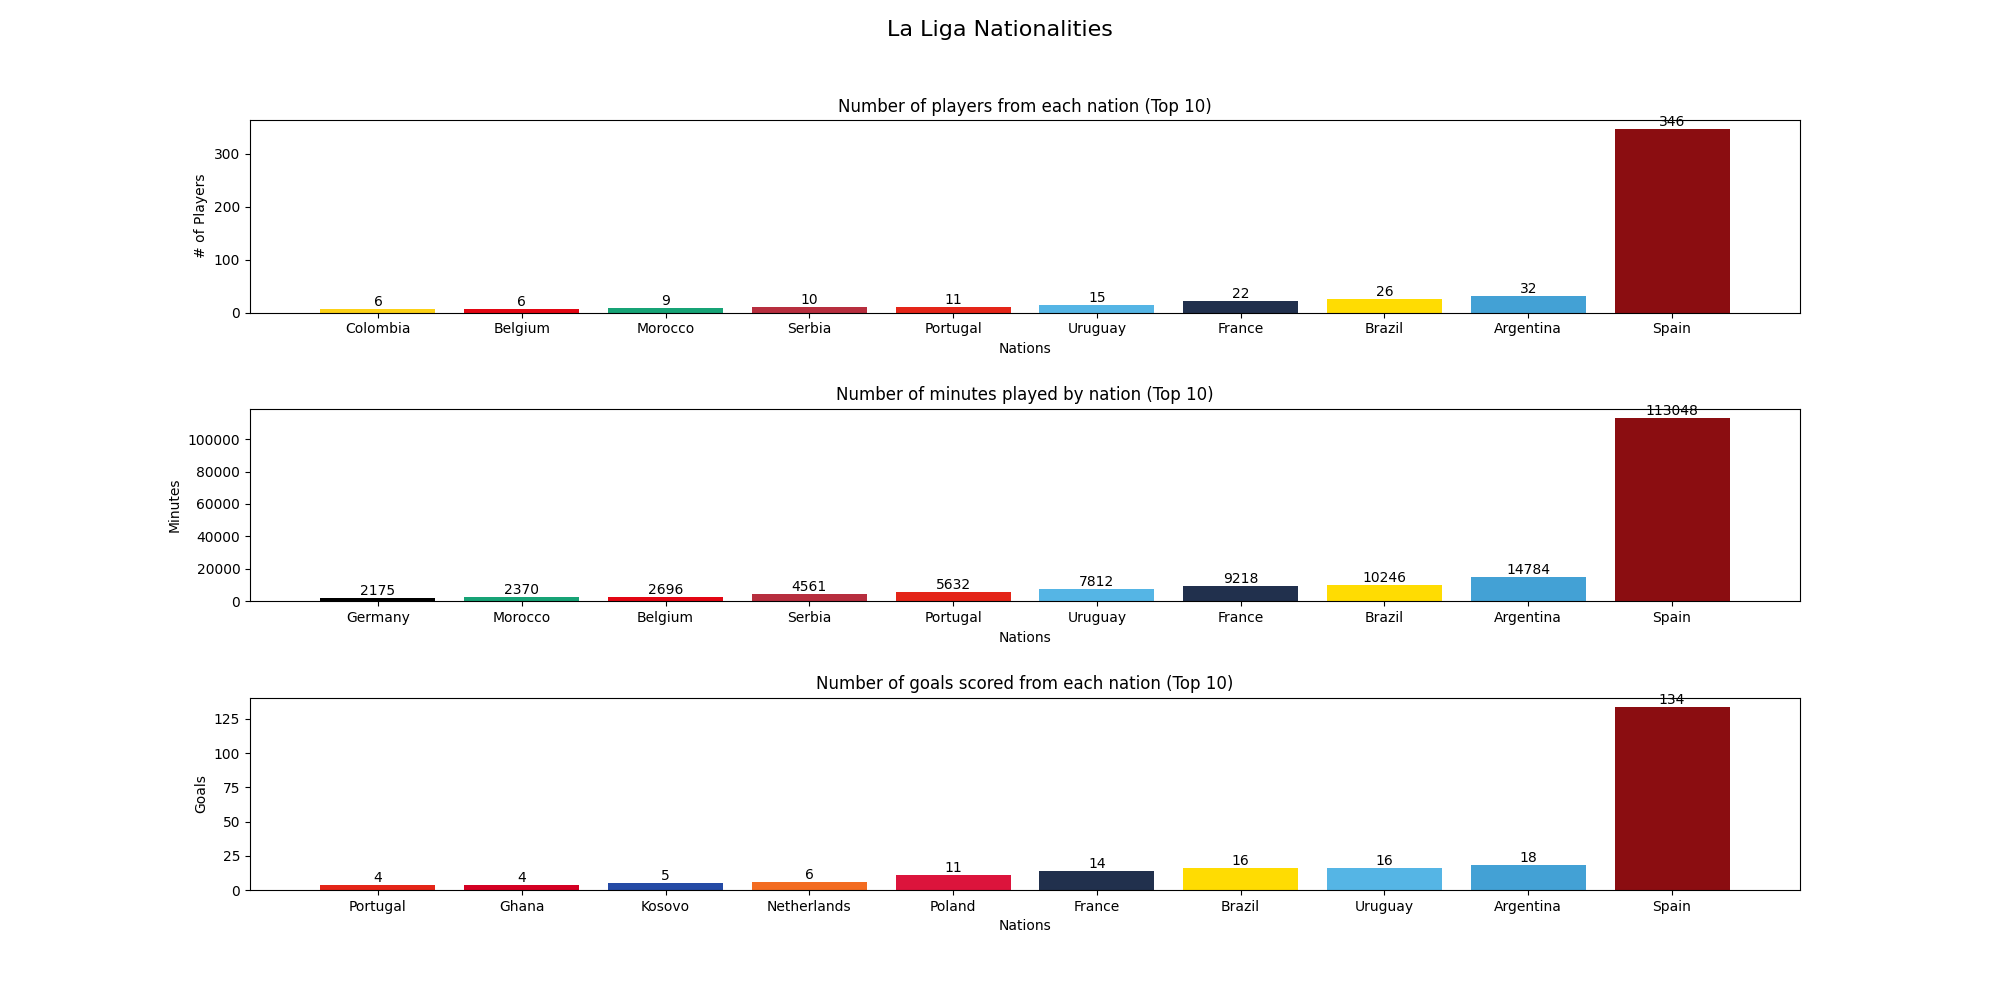 La Liga Nationalities
Number of players from each nation (Top 10)
# of Players
300
200
100
0
6 6 9 10 11 15 22 26 32 346
Colombia Belgium Morocco Serbia Portugal Uruguay France Brazil Argentina Spain
Nations
Number of minutes played by nation (Top 10)
Minutes
100000
80000
60000
40000
20000
0
2175 2370 2696 4561 5632 7812 9218 10246 14784 113048
Germany Morocco Belgium Serbia Portugal Uruguay France Brazil Argentina Spain
Nations
Number of goals scored from each nation (Top 10)
Goals
125
100
75
50
25
0
4 4 5 6 11 14 16 16 18 134
Portugal Ghana Kosovo Netherlands Poland France Brazil Uruguay Argentina Spain
Nations